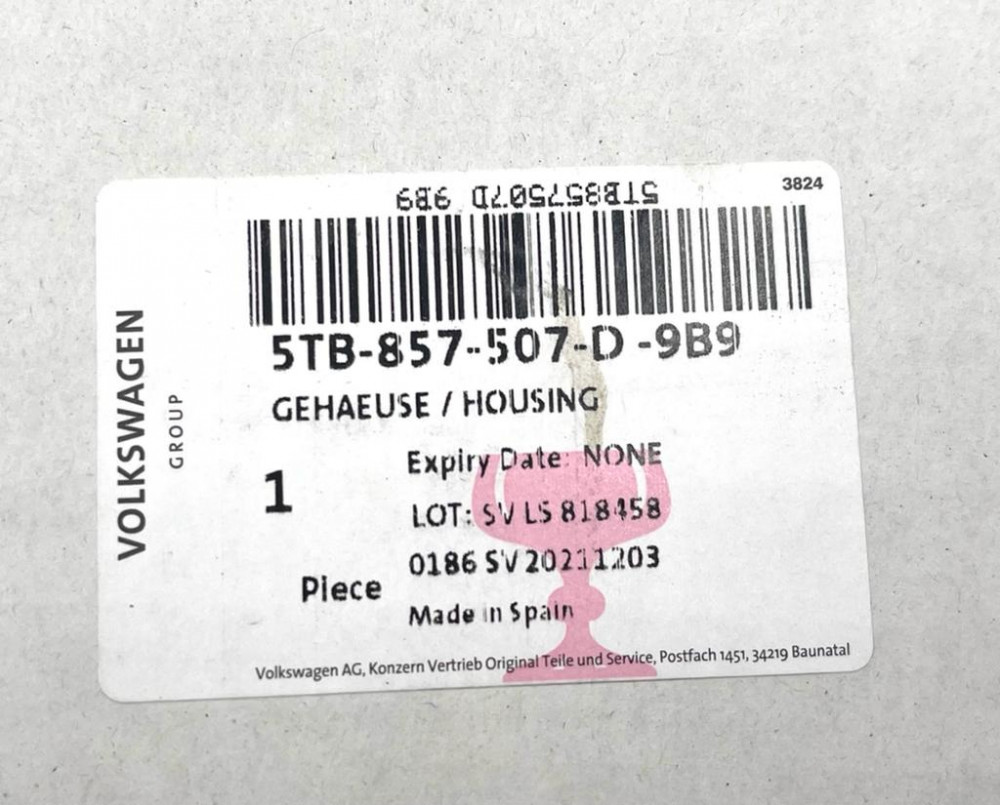 5TB857507D 9B9
3824
5TB-857-507-D -9B9
GEHAEUSE / HOUSING
VOLKSWAGEN
GROUP
1
Piece
Expiry Date: NONE
LOT: SV LS 818458
0186 SV 20211203
Made in Spain
Volkswagen AG, Konzern Vertrieb Original Teile und Service, Postfach 1451, 34219 Baunatal